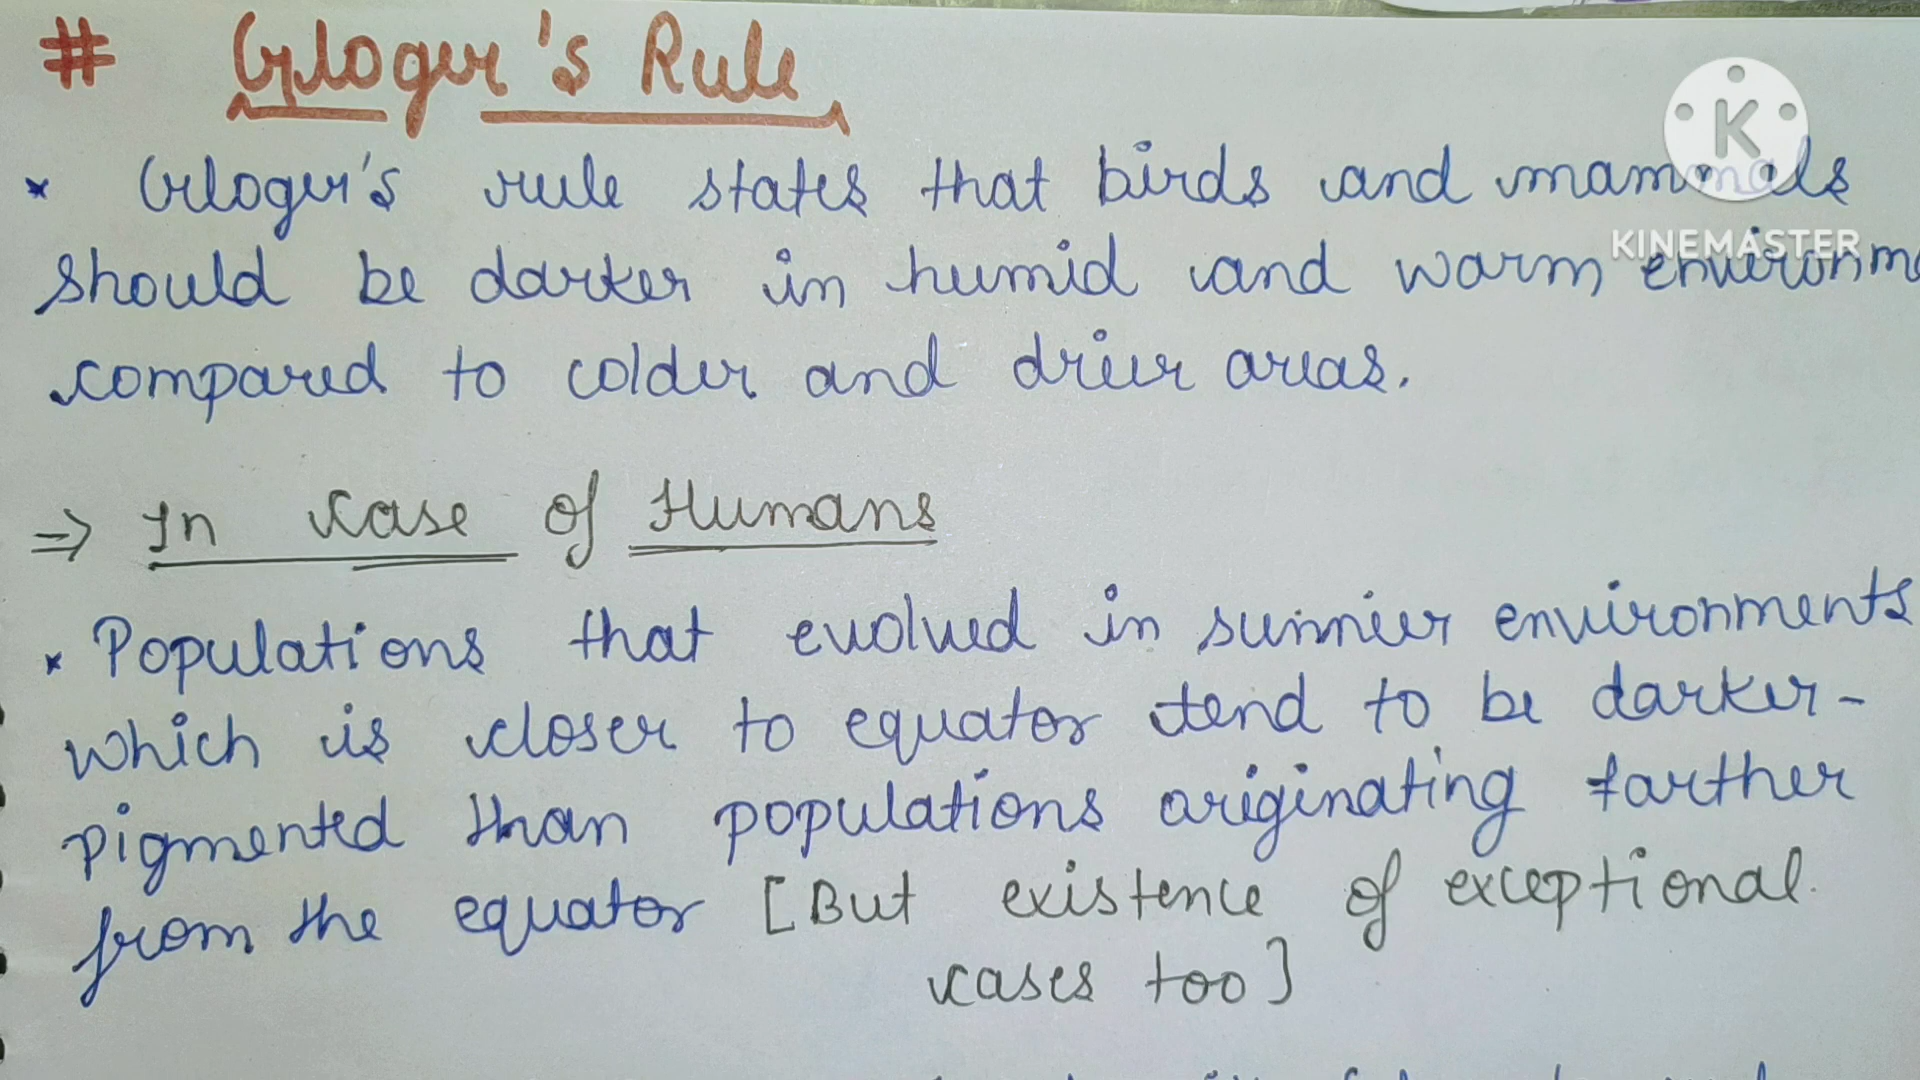 # Gloger's Rule
* Gloger's rule states that birds and mammals
should be darker in humid and warm environm
compared to colder and drier areas.
⇒ In case of Humans
* Populations that evolved in sunnier environments
which is closer to equator tend to be darker-
pigmented than populations originating farther
from the equator [But existence of exceptional
cases too]
K
KINEMASTER